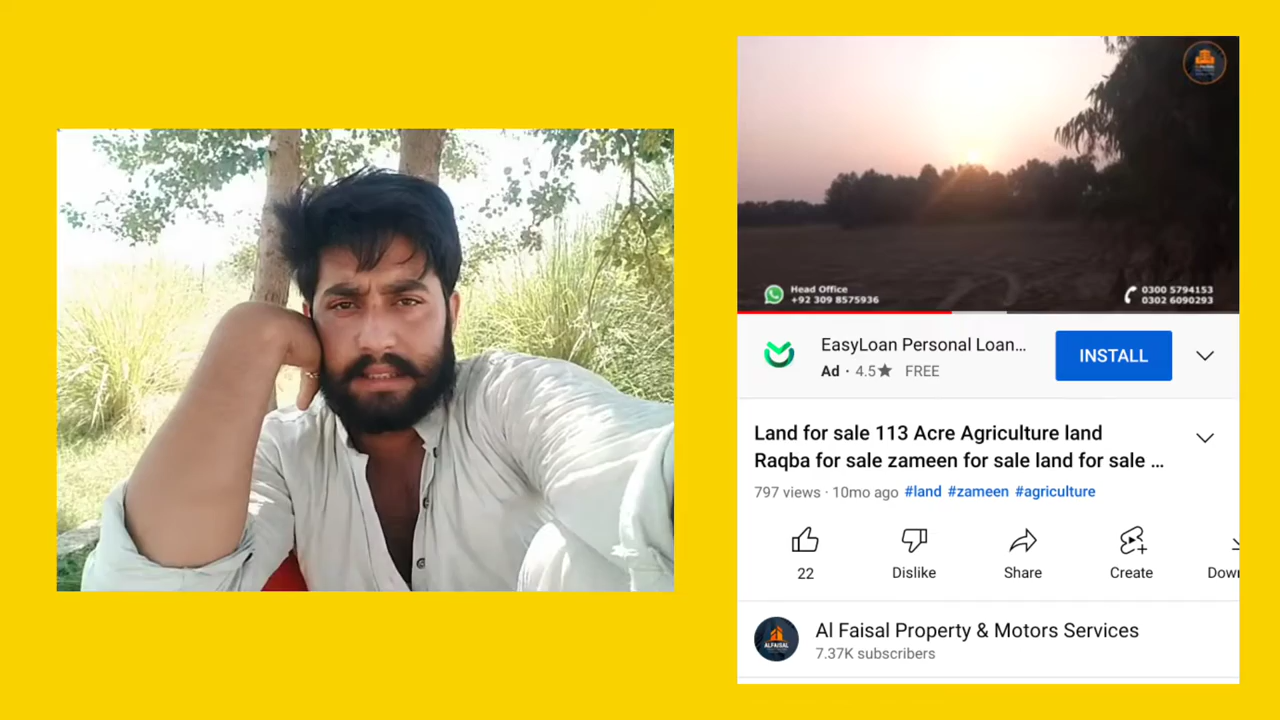 Head Office
+92 309 8575936
0300 5794153
0302 6090293
EasyLoan Personal Loan...
Ad · 4.5★ FREE
INSTALL
Land for sale 113 Acre Agriculture land
Raqba for sale zameen for sale land for sale ...
797 views · 10mo ago #land #zameen #agriculture
22
Dislike
Share
Create
Down
ALFAISAL
Al Faisal Property & Motors Services
7.37K subscribers